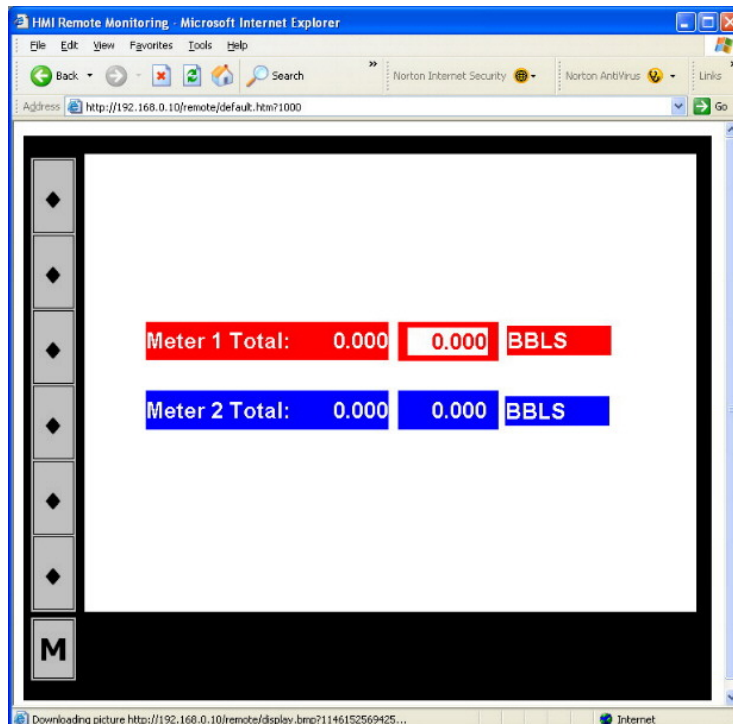 HMI Remote Monitoring - Microsoft Internet Explorer
File Edit View Favorites Tools Help
Back Search » Norton Internet Security Norton AntiVirus Links »
Address http://192.168.0.10/remote/default.htm?1000 Go
Meter 1 Total: 0.000 0.000 BBLS
Meter 2 Total: 0.000 0.000 BBLS
M
Downloading picture http://192.168.0.10/remote/display.bmp?1146152569425... Internet